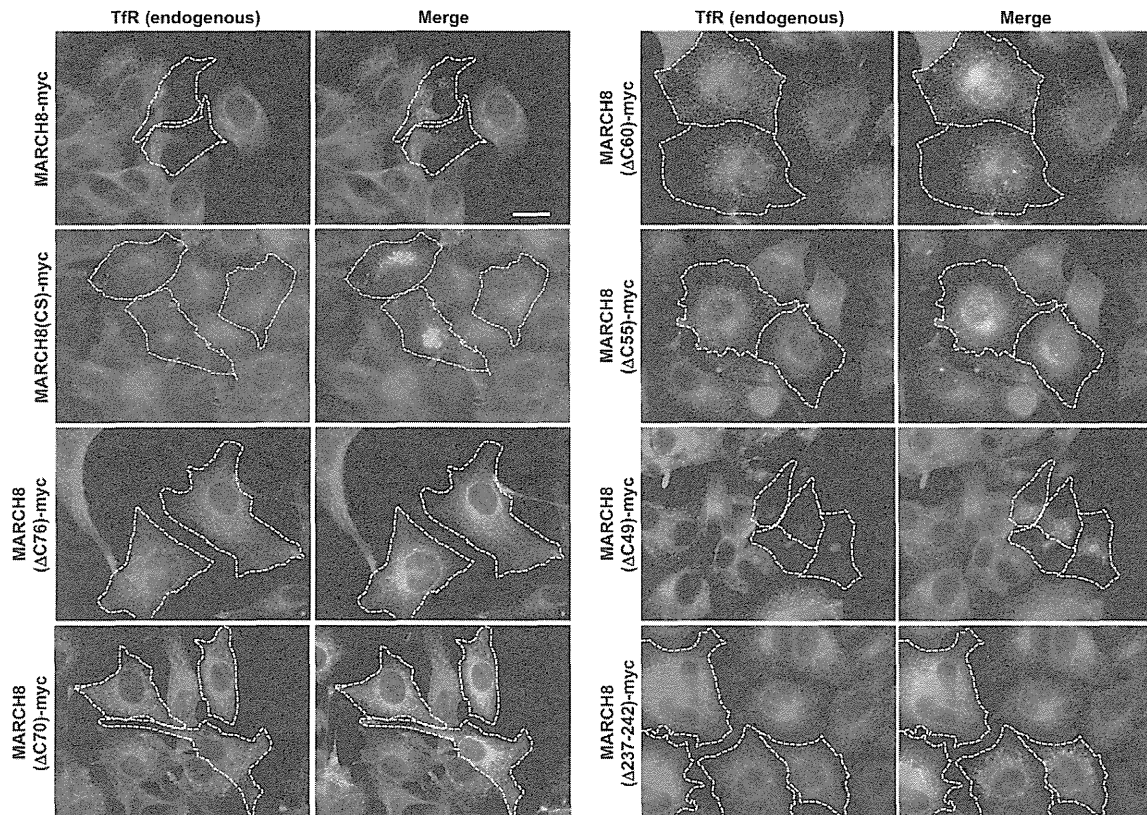 TfR (endogenous)
Merge
MARCH8-myc
MARCH8(CS)-myc
MARCH8
(ΔC76)-myc
MARCH8
(ΔC70)-myc
TfR (endogenous)
Merge
MARCH8
(ΔC60)-myc
MARCH8
(ΔC55)-myc
MARCH8
(ΔC49)-myc
MARCH8
(Δ237-242)-myc